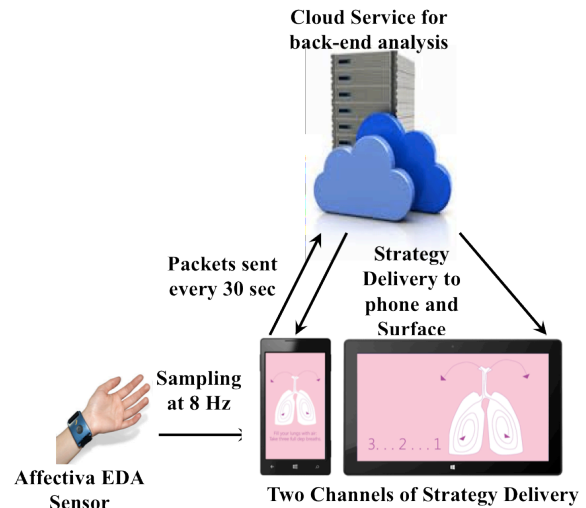 Cloud Service for
back-end analysis
Packets sent
every 30 sec
Strategy
Delivery to
phone and
Surface
Sampling
at 8 Hz
3...2...1
Affectiva EDA
Sensor
Two Channels of Strategy Delivery